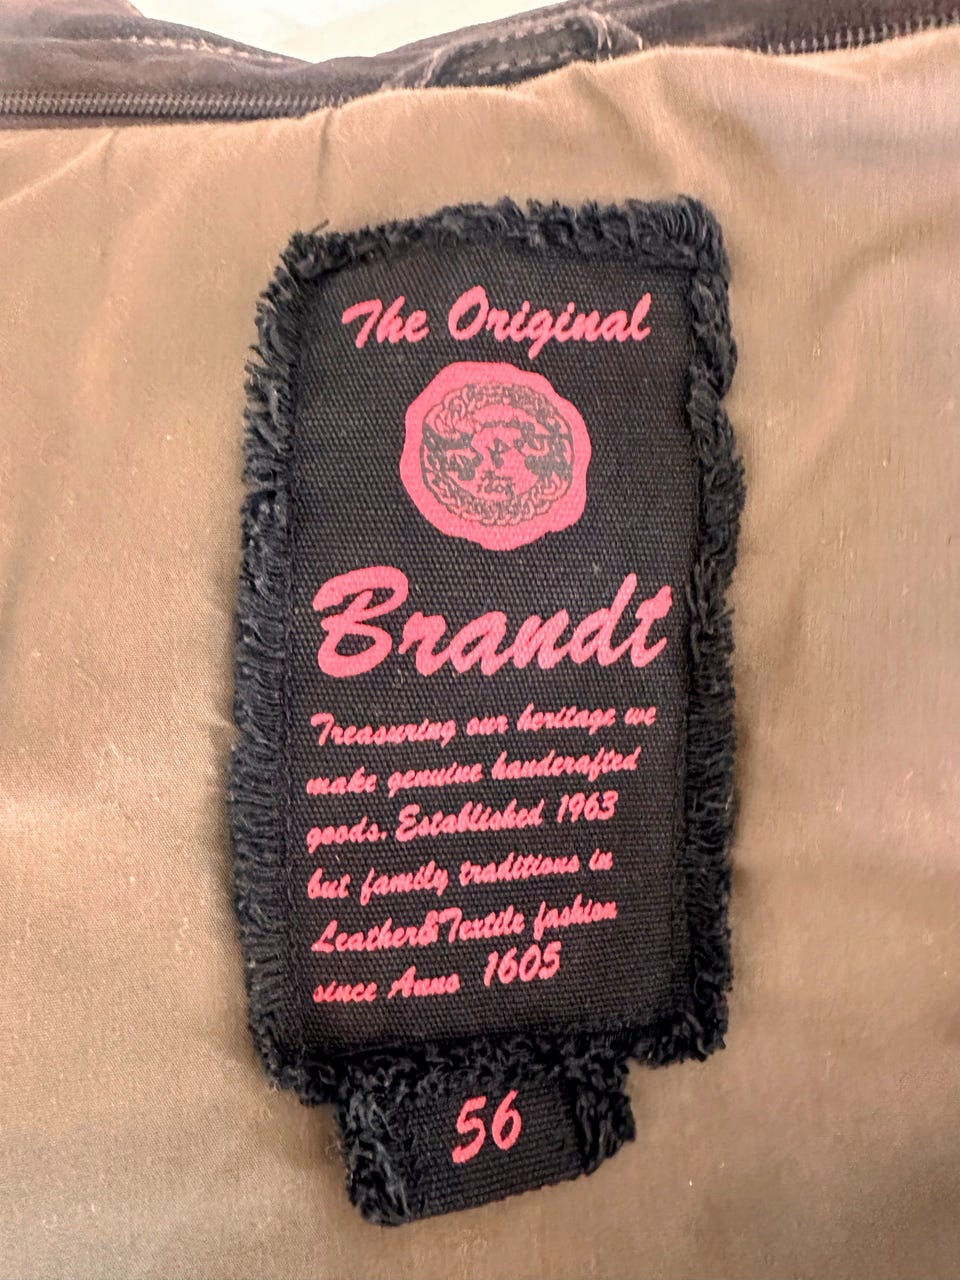 The Original
1605
Brandt
Treasuring our heritage we
make genuine handcrafted
goods. Established 1963
but family traditions in
Leather&Textile fashion
since Anno 1605
56